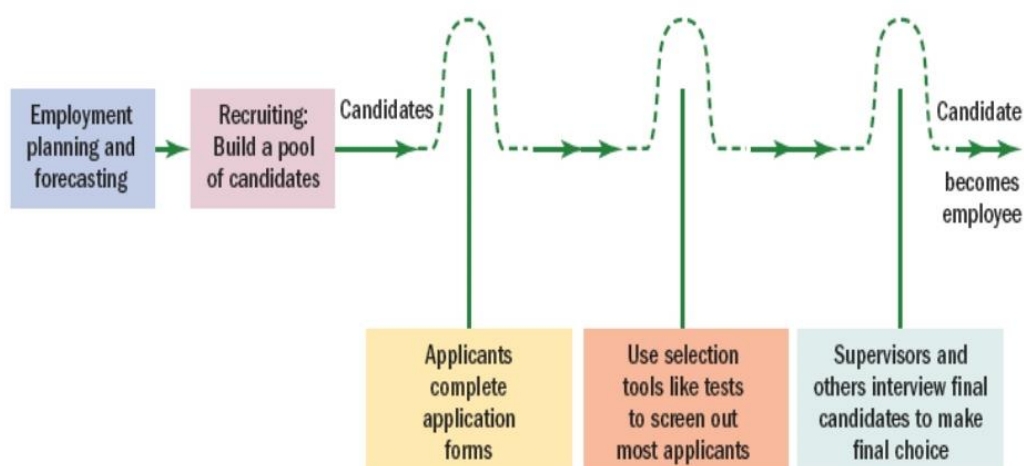 Employment
planning and
forecasting
Recruiting:
Build a pool
of candidates
Candidates
Candidate
becomes
employee
Applicants
complete
application
forms
Use selection
tools like tests
to screen out
most applicants
Supervisors and
others interview final
candidates to make
final choice